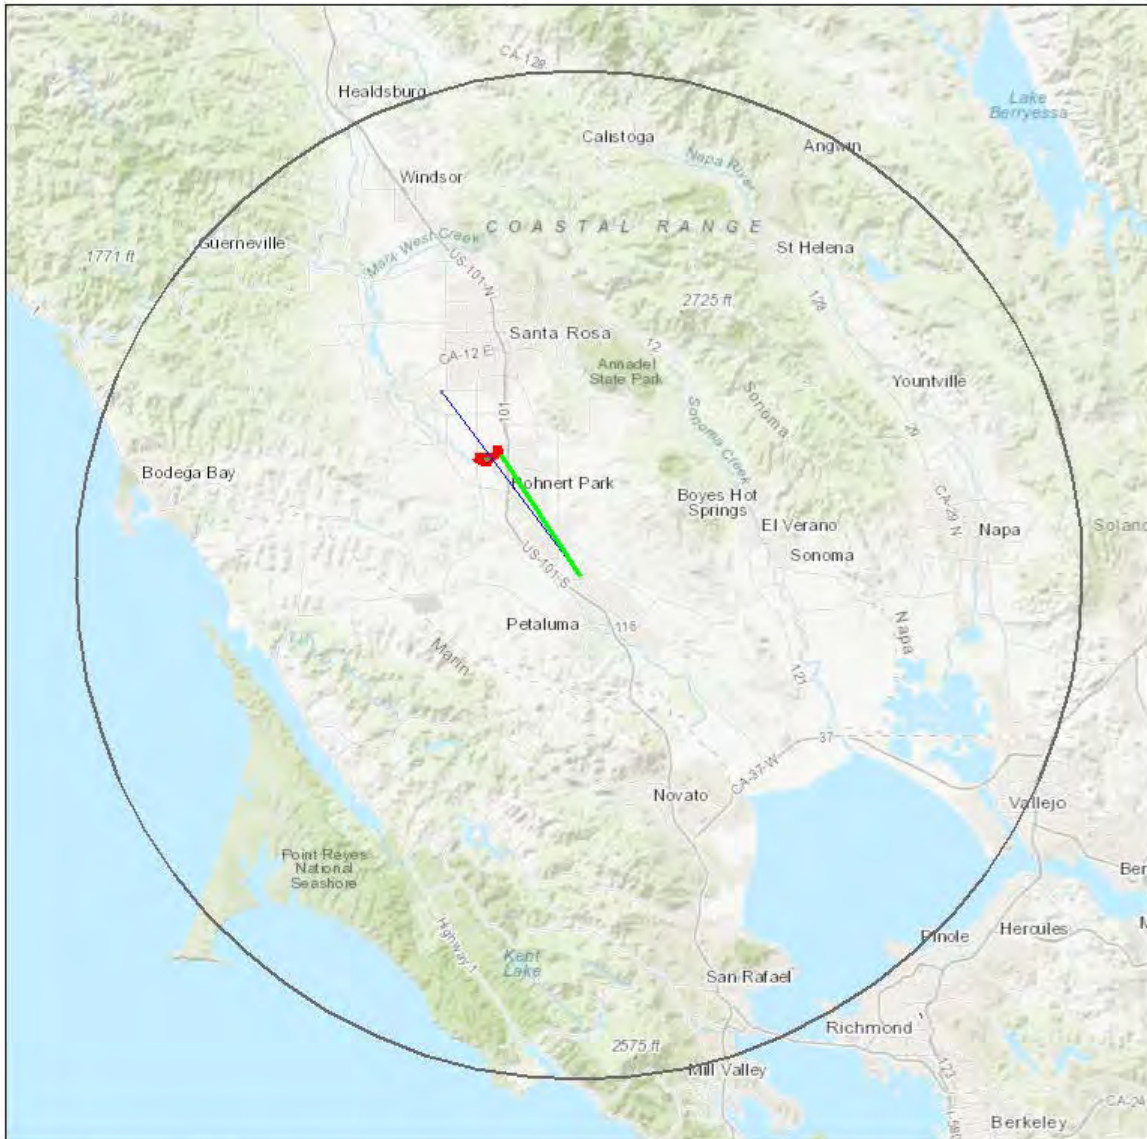 CA-128
Healdsburg
Lake
Berryessa
Calistoga
Angwin
Napa River
Windsor
COASTAL RANGE
Guerneville
Mark West Creek
St Helena
1771 ft
US-101-N
2725 ft
128
Santa Rosa
12
CA-12 E
Annadel
State Park
Yountville
Sonoma
101
Sonoma Creek
29
Bodega Bay
Rohnert Park
Boyes Hot
Springs
CA-29 N
El Verano
Napa
Solano
Sonoma
US-101-S
Petaluma
116
Napa
Marin
121
37
CA-37-W
Novato
Vallejo
Point Reyes
National
Seashore
Ber
Highway 1
Pinole
Hercules
Kent
Lake
San Rafael
Richmond
2575 ft
Mill Valley
123
CA-24
Berkeley